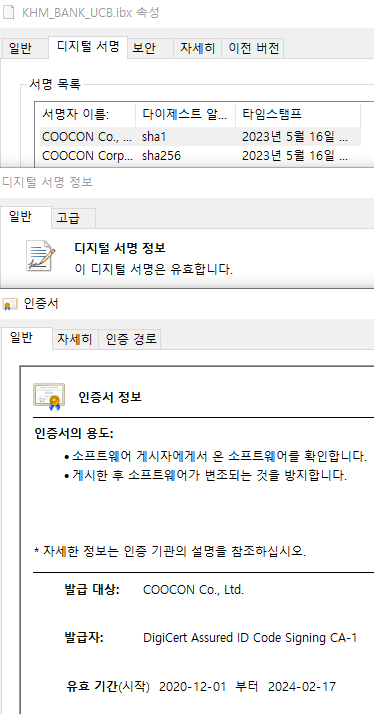 KHM_BANK_UCB.ibx 속성
일반 디지털 서명 보안 자세히 이전 버전
서명 목록
서명자 이름: 다이제스트 알... 타임스탬프
COOCON Co., ... sha1 2023년 5월 16일 ...
COOCON Corp... sha256 2023년 5월 16일 ...
디지털 서명 정보
일반 고급
디지털 서명 정보
이 디지털 서명은 유효합니다.
인증서
일반 자세히 인증 경로
인증서 정보
인증서의 용도:
• 소프트웨어 게시자에게서 온 소프트웨어를 확인합니다.
• 게시한 후 소프트웨어가 변조되는 것을 방지합니다.
* 자세한 정보는 인증 기관의 설명을 참조하십시오.
발급 대상: COOCON Co., Ltd.
발급자: DigiCert Assured ID Code Signing CA-1
유효 기간(시작) 2020-12-01 부터 2024-02-17